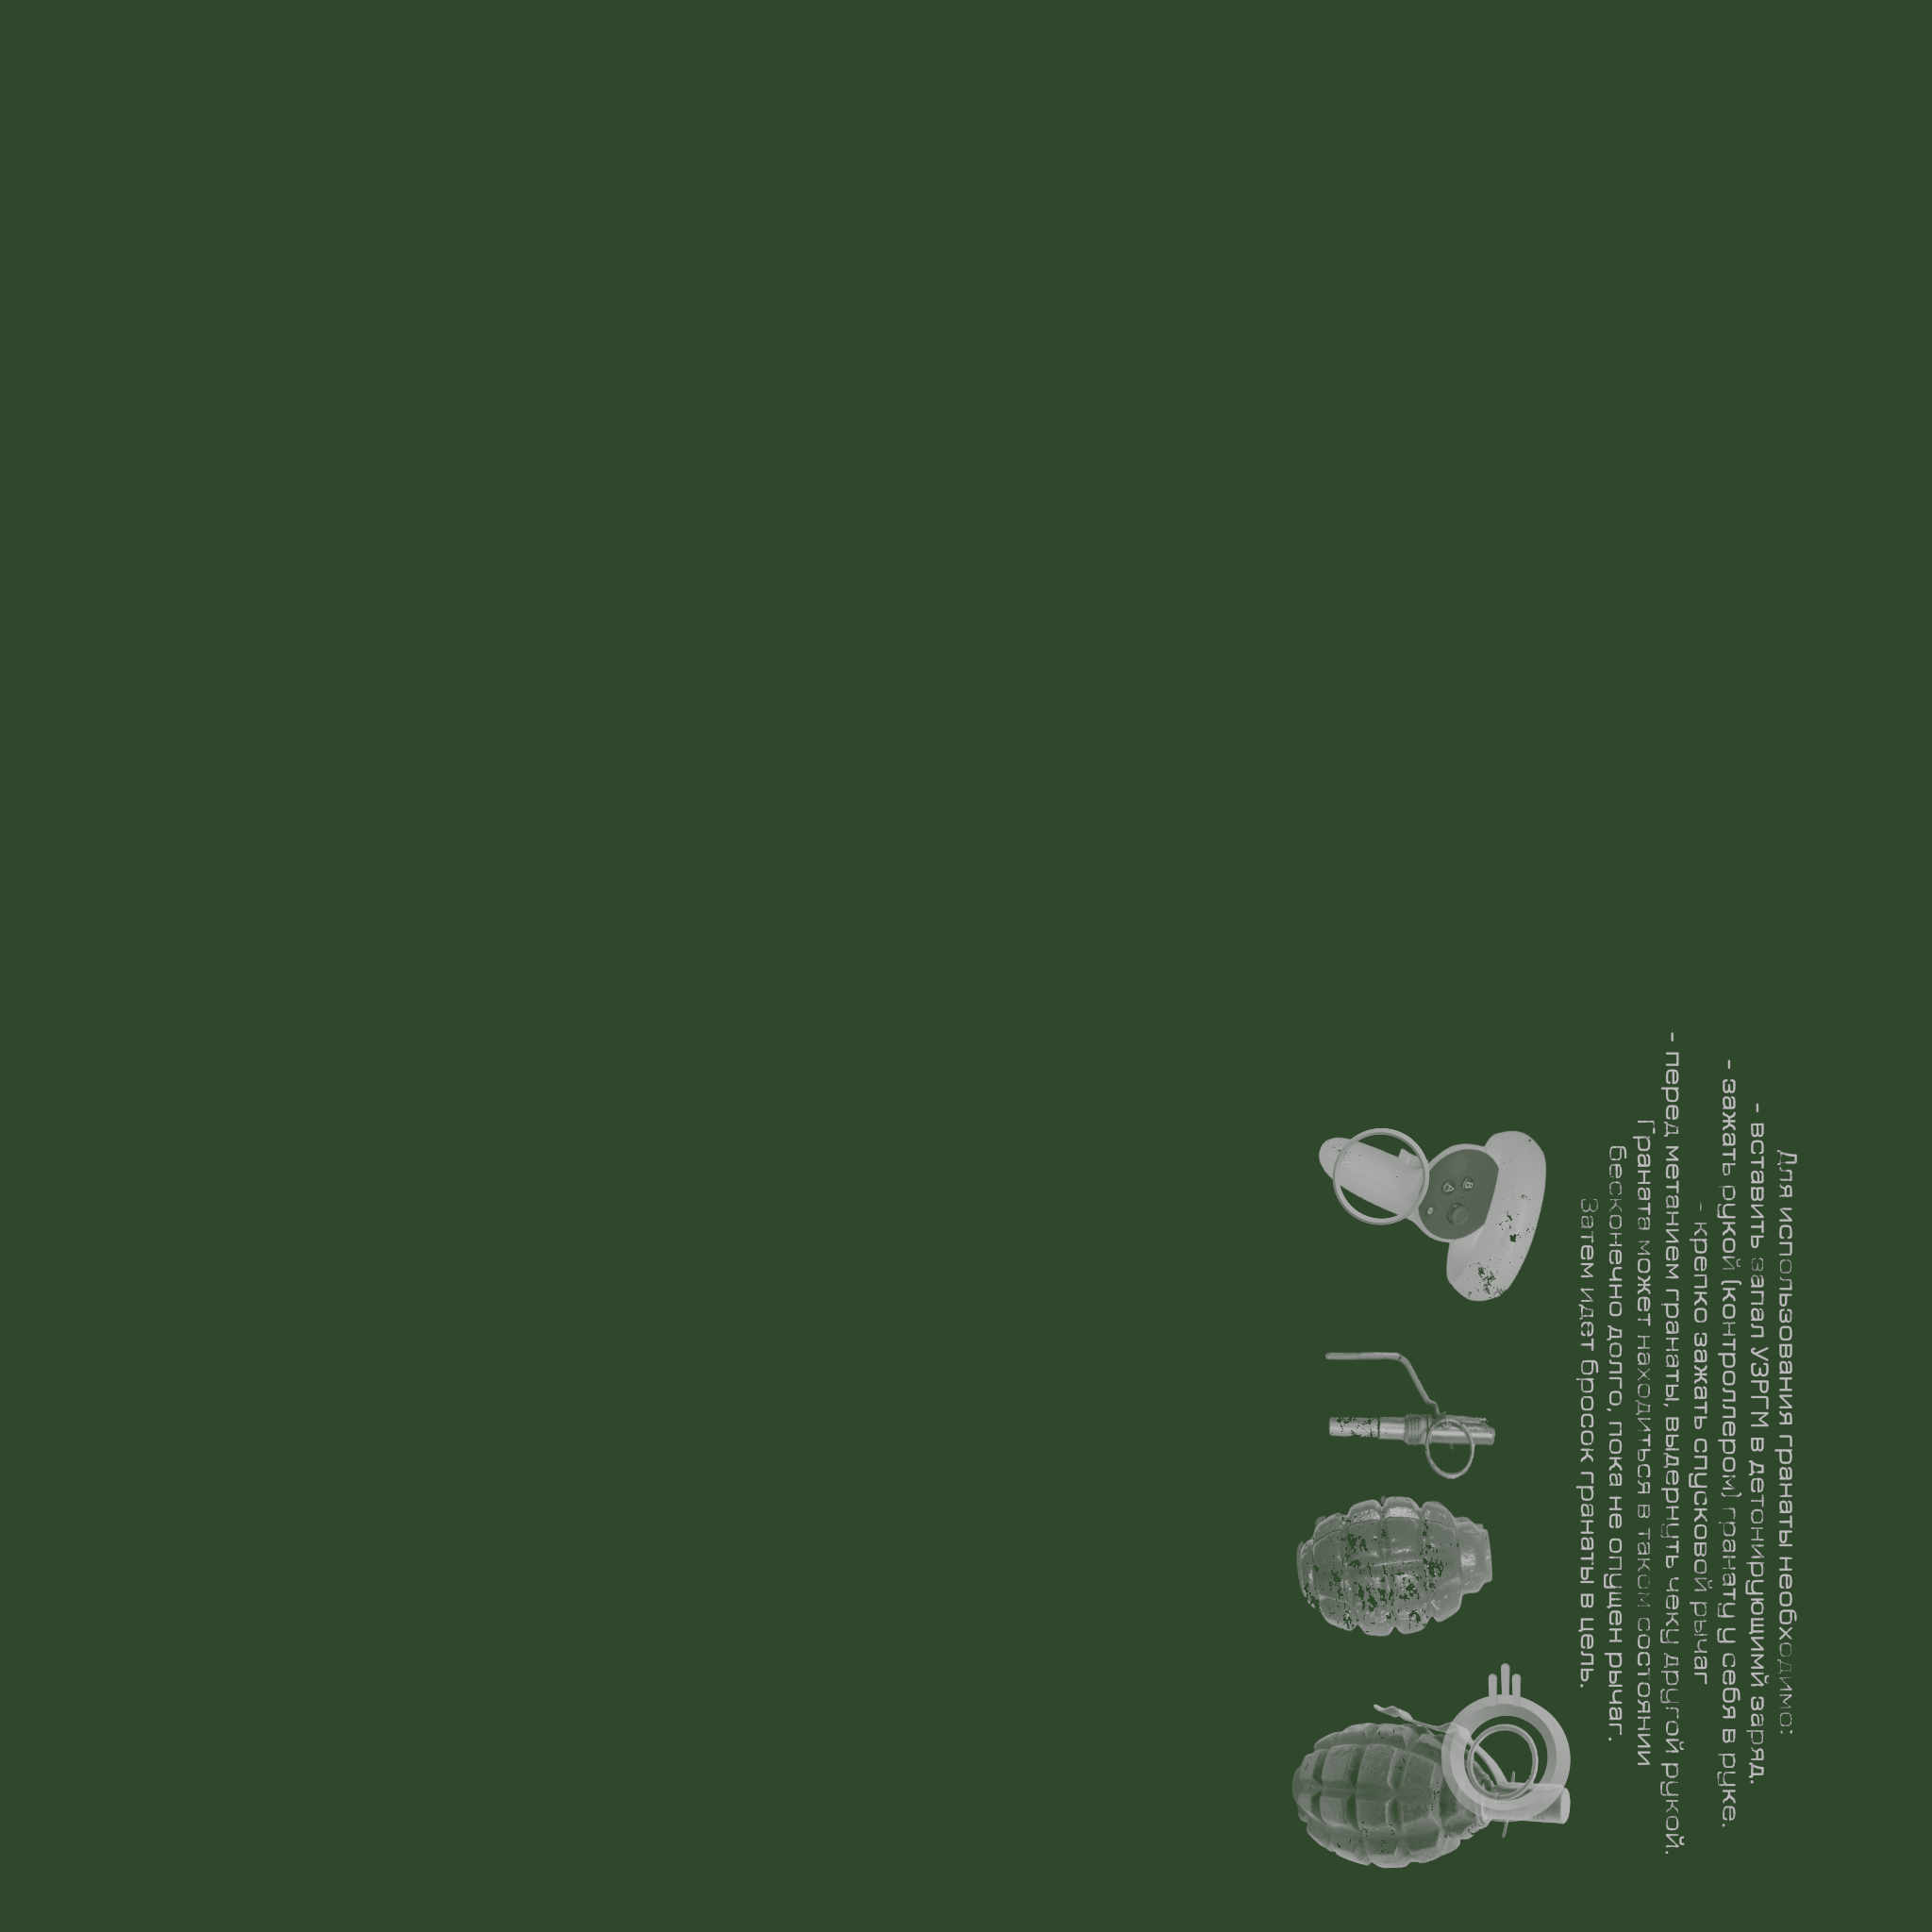 Для использования гранаты необходимо:
- вставить запал УЗРГМ в детонирующимй заряд.
- зажать рукой (контроллером) гранату у себя в руке.
- крепко зажать спусковой рычаг
- перед метанием гранаты, выдернуть чеку другой рукой.
Граната может находиться в таком состоянии
бесконечно долго, пока не опущен рычаг.
Затем идет бросок гранаты в цель.